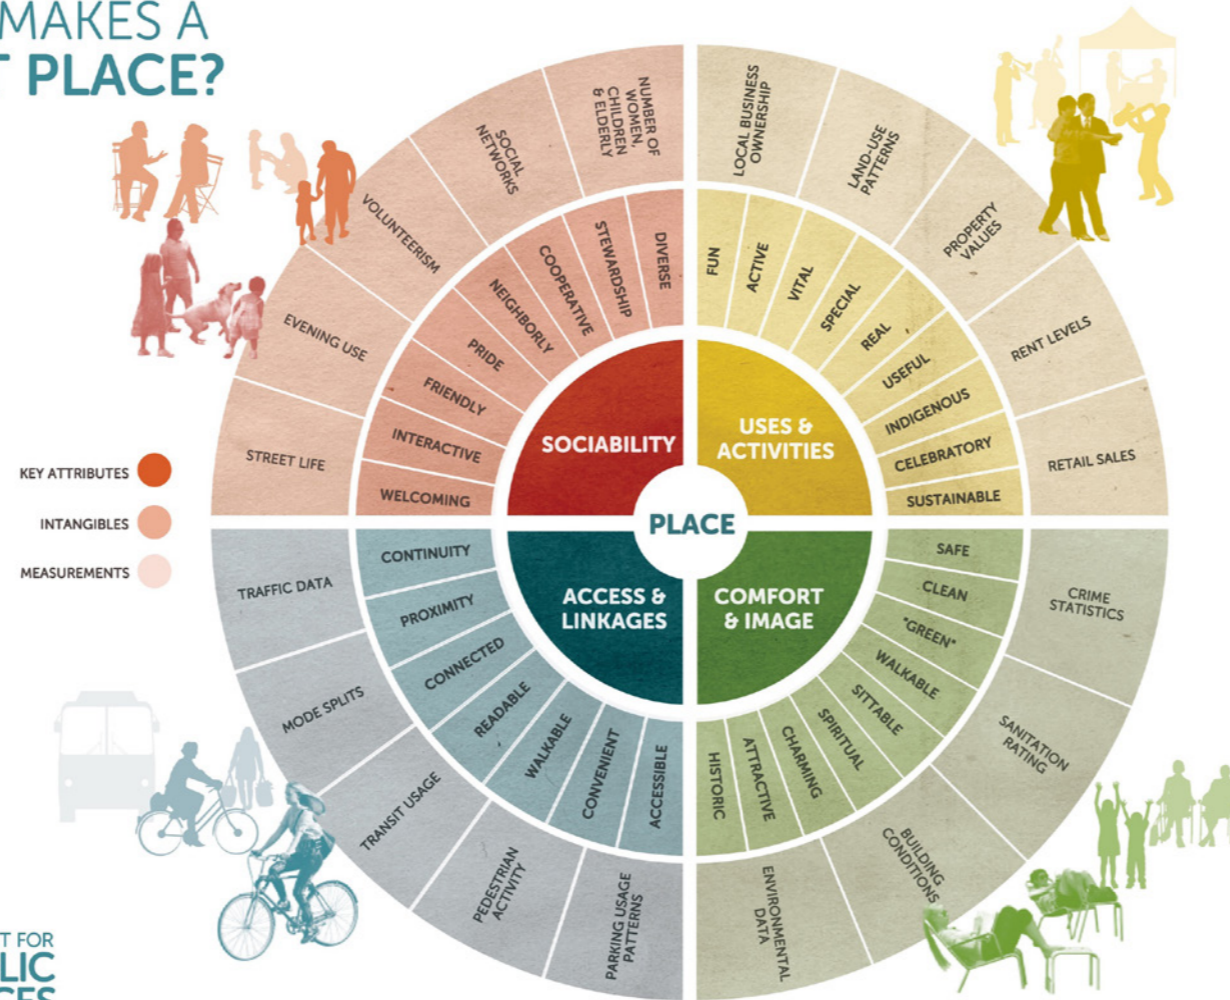 MAKES A
T PLACE?
NUMBER OF
WOMEN,
CHILDREN
& ELDERLY
SOCIAL
NETWORKS
VOLUNTEERISM
EVENING USE
STREET LIFE
LOCAL BUSINESS
OWNERSHIP
LAND-USE
PATTERNS
PROPERTY
VALUES
RENT LEVELS
RETAIL SALES
DIVERSE
STEWARDSHIP
COOPERATIVE
NEIGHBORLY
PRIDE
FRIENDLY
INTERACTIVE
WELCOMING
FUN
ACTIVE
VITAL
SPECIAL
REAL
USEFUL
INDIGENOUS
CELEBRATORY
SUSTAINABLE
SOCIABILITY
USES &
ACTIVITIES
PLACE
ACCESS &
LINKAGES
COMFORT
& IMAGE
KEY ATTRIBUTES
INTANGIBLES
MEASUREMENTS
CONTINUITY
PROXIMITY
CONNECTED
READABLE
WALKABLE
CONVENIENT
ACCESSIBLE
SAFE
CLEAN
"GREEN"
WALKABLE
SITTABLE
SPIRITUAL
CHARMING
ATTRACTIVE
HISTORIC
TRAFFIC DATA
MODE SPLITS
TRANSIT USAGE
PEDESTRIAN
ACTIVITY
PARKING USAGE
PATTERNS
CRIME
STATISTICS
SANITATION
RATING
BUILDING
CONDITIONS
ENVIRONMENTAL
DATA
T FOR
LIC
CES